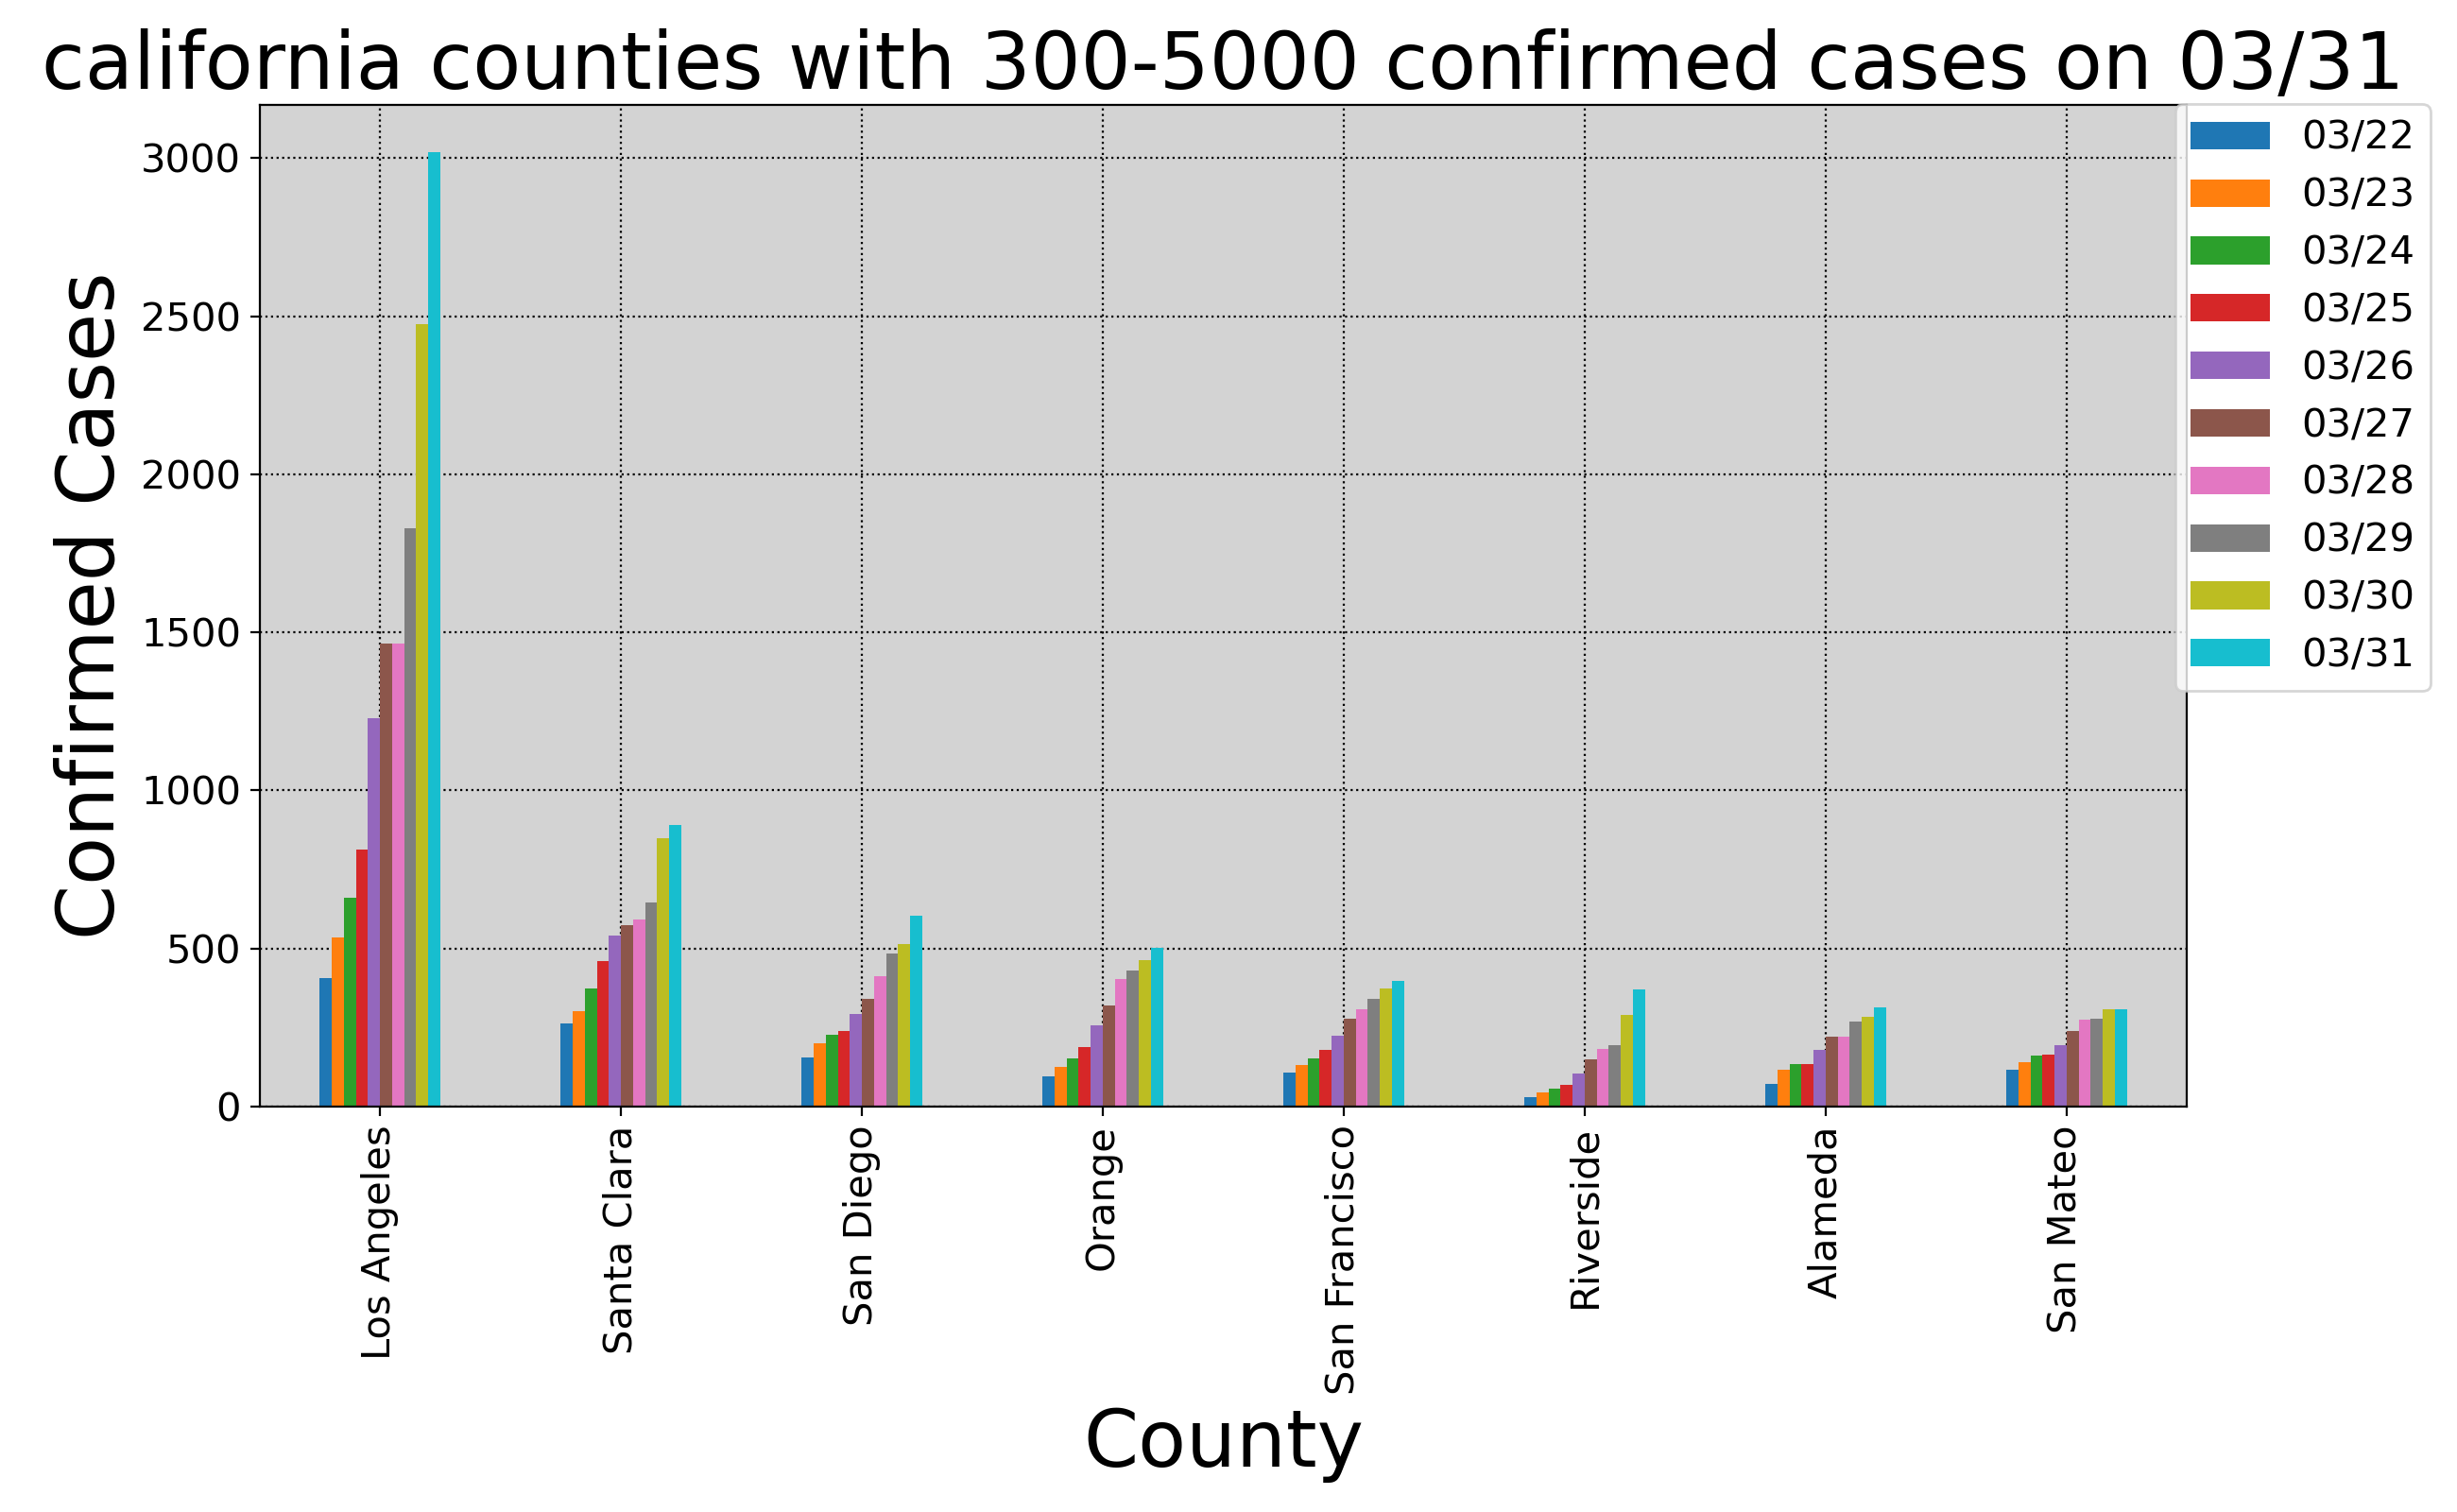 california counties with 300-5000 confirmed cases on 03/31
Confirmed Cases
3000
2500
2000
1500
1000
500
0
03/22
03/23
03/24
03/25
03/26
03/27
03/28
03/29
03/30
03/31
Los Angeles
Santa Clara
San Diego
Orange
San Francisco
Riverside
Alameda
San Mateo
County